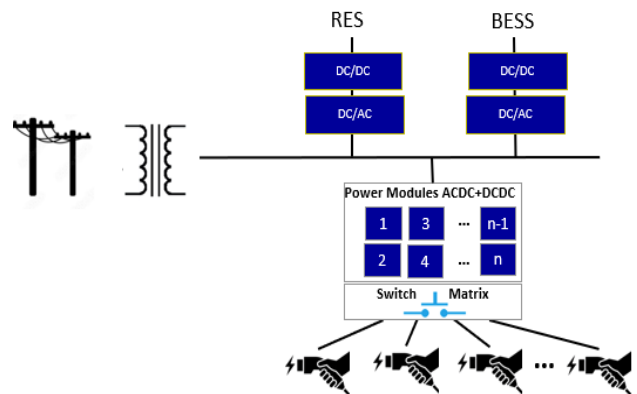 RES BESS
DC/DC DC/DC
DC/AC DC/AC
Power Modules ACDC+DCDC
1 3 ... n-1
2 4 ... n
Switch Matrix
...